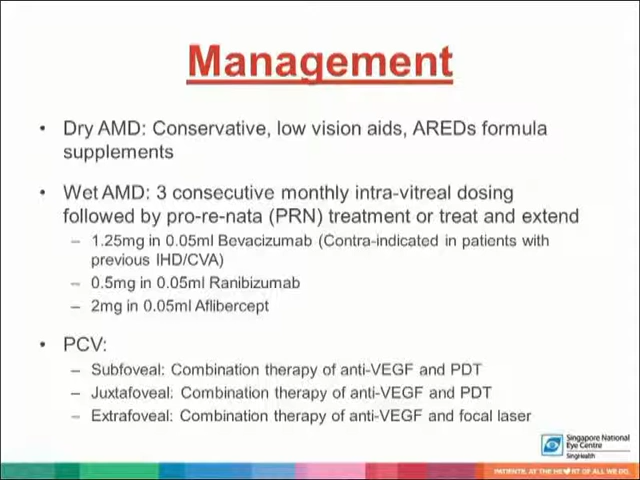 Management
• Dry AMD: Conservative, low vision aids, AREDs formula
supplements
• Wet AMD: 3 consecutive monthly intra-vitreal dosing
followed by pro-re-nata (PRN) treatment or treat and extend
– 1.25mg in 0.05ml Bevacizumab (Contra-indicated in patients with
previous IHD/CVA)
– 0.5mg in 0.05ml Ranibizumab
– 2mg in 0.05ml Aflibercept
• PCV:
– Subfoveal: Combination therapy of anti-VEGF and PDT
– Juxtafoveal: Combination therapy of anti-VEGF and PDT
– Extrafoveal: Combination therapy of anti-VEGF and focal laser
Singapore National
Eye Centre
SingHealth
PATIENTS. AT THE HE♥RT OF ALL WE DO.